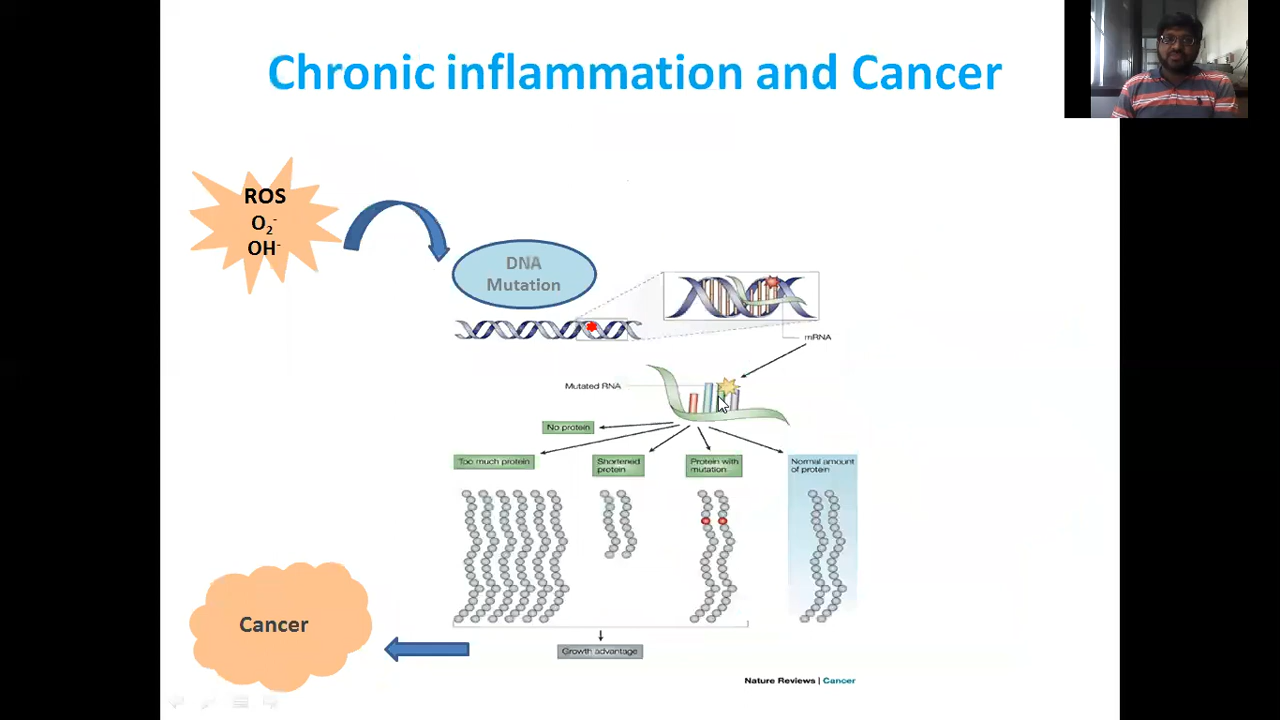 Chronic inflammation and Cancer
ROS
O₂⁻
OH⁻
DNA
Mutation
mRNA
Mutated RNA
No protein
Too much protein
Shortened
protein
Protein with
mutation
Normal amount
of protein
Cancer
Growth advantage
Nature Reviews | Cancer